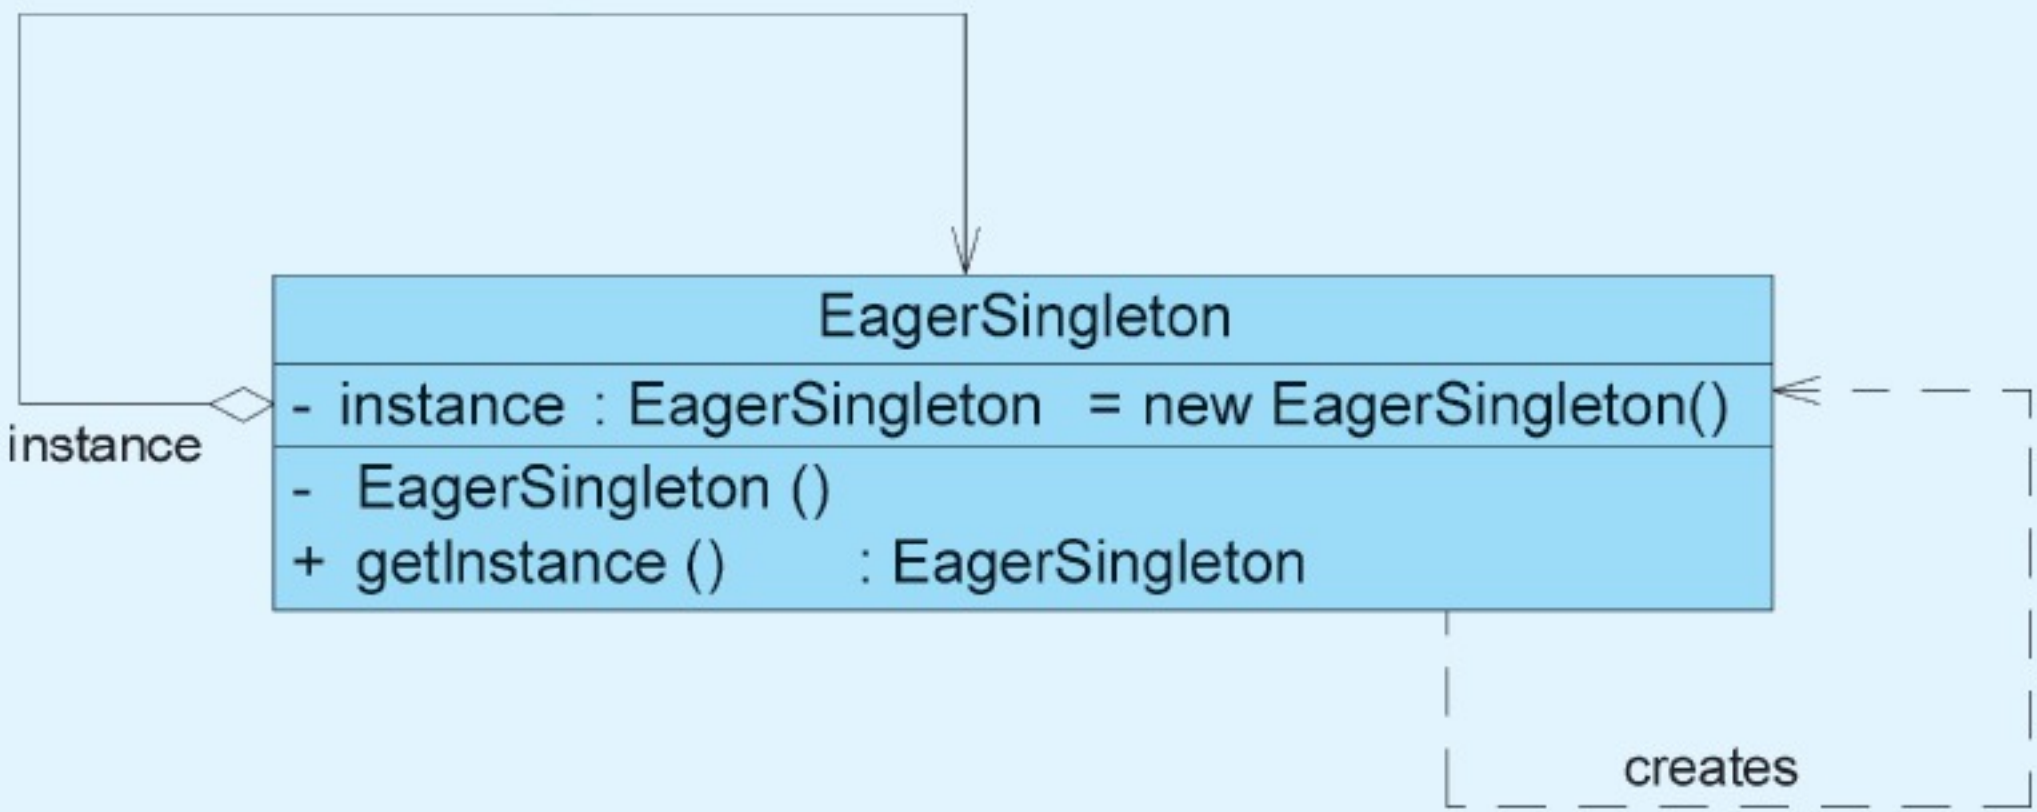 EagerSingleton
- instance : EagerSingleton = new EagerSingleton()
instance
- EagerSingleton ()
+ getInstance () : EagerSingleton
creates